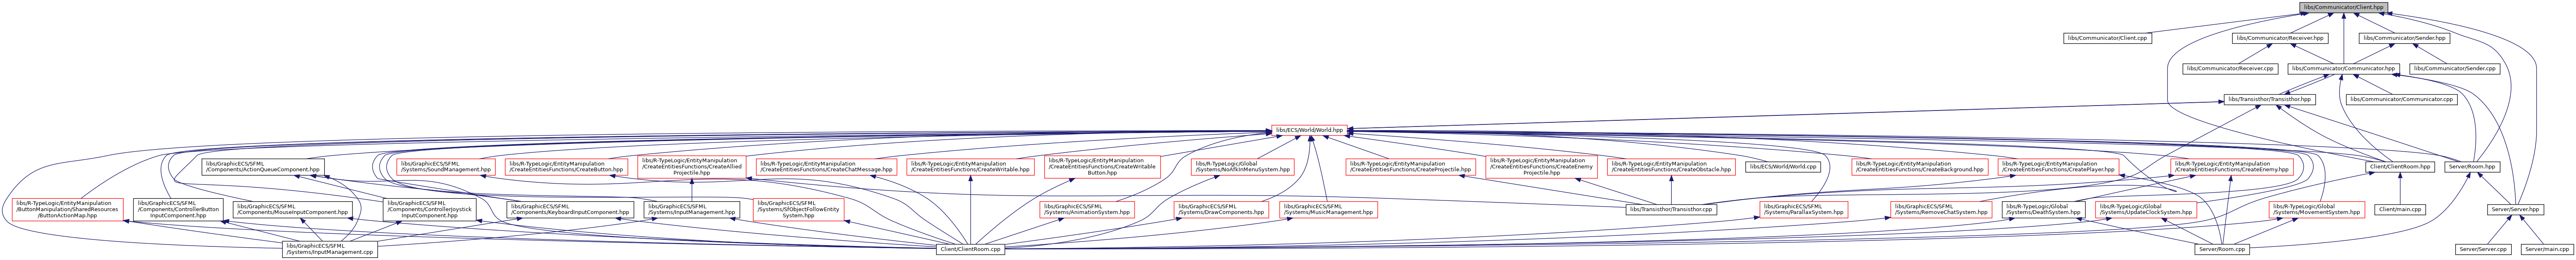 libs/Communicator/Client.hpp
libs/Communicator/Client.cpp
libs/Communicator/Receiver.hpp
libs/Communicator/Sender.hpp
libs/Communicator/Receiver.cpp
libs/Communicator/Communicator.hpp
libs/Communicator/Sender.cpp
libs/Transisthor/Transisthor.hpp
libs/Communicator/Communicator.cpp
libs/ECS/World/World.hpp
libs/GraphicECS/SFML
/Components/ActionQueueComponent.hpp
libs/GraphicECS/SFML
/Systems/SoundManagement.hpp
libs/R-TypeLogic/EntityManipulation
/CreateEntitiesFunctions/CreateButton.hpp
libs/R-TypeLogic/EntityManipulation
/CreateEntitiesFunctions/CreateAllied
Projectile.hpp
libs/R-TypeLogic/EntityManipulation
/CreateEntitiesFunctions/CreateChatMessage.hpp
libs/R-TypeLogic/EntityManipulation
/CreateEntitiesFunctions/CreateWritable.hpp
libs/R-TypeLogic/EntityManipulation
/CreateEntitiesFunctions/CreateWritable
Button.hpp
libs/R-TypeLogic/Global
/Systems/NoAfkInMenuSystem.hpp
libs/R-TypeLogic/EntityManipulation
/CreateEntitiesFunctions/CreateProjectile.hpp
libs/R-TypeLogic/EntityManipulation
/CreateEntitiesFunctions/CreateEnemy
Projectile.hpp
libs/R-TypeLogic/EntityManipulation
/CreateEntitiesFunctions/CreateObstacle.hpp
libs/ECS/World/World.cpp
libs/R-TypeLogic/EntityManipulation
/CreateEntitiesFunctions/CreateBackground.hpp
libs/R-TypeLogic/EntityManipulation
/CreateEntitiesFunctions/CreatePlayer.hpp
libs/R-TypeLogic/EntityManipulation
/CreateEntitiesFunctions/CreateEnemy.hpp
Client/ClientRoom.hpp
Server/Room.hpp
libs/R-TypeLogic/EntityManipulation
/ButtonManipulation/SharedResources
/ButtonActionMap.hpp
libs/GraphicECS/SFML
/Components/ControllerButton
InputComponent.hpp
libs/GraphicECS/SFML
/Components/MouseInputComponent.hpp
libs/GraphicECS/SFML
/Components/ControllerJoystick
InputComponent.hpp
libs/GraphicECS/SFML
/Components/KeyboardInputComponent.hpp
libs/GraphicECS/SFML
/Systems/InputManagement.hpp
libs/GraphicECS/SFML
/Systems/SfObjectFollowEntity
System.hpp
libs/GraphicECS/SFML
/Systems/AnimationSystem.hpp
libs/GraphicECS/SFML
/Systems/DrawComponents.hpp
libs/GraphicECS/SFML
/Systems/MusicManagement.hpp
libs/Transisthor/Transisthor.cpp
libs/GraphicECS/SFML
/Systems/ParallaxSystem.hpp
libs/GraphicECS/SFML
/Systems/RemoveChatSystem.hpp
libs/R-TypeLogic/Global
/Systems/DeathSystem.hpp
libs/R-TypeLogic/Global
/Systems/UpdateClockSystem.hpp
libs/R-TypeLogic/Global
/Systems/MovementSystem.hpp
Client/main.cpp
Server/Server.hpp
libs/GraphicECS/SFML
/Systems/InputManagement.cpp
Client/ClientRoom.cpp
Server/Room.cpp
Server/Server.cpp
Server/main.cpp